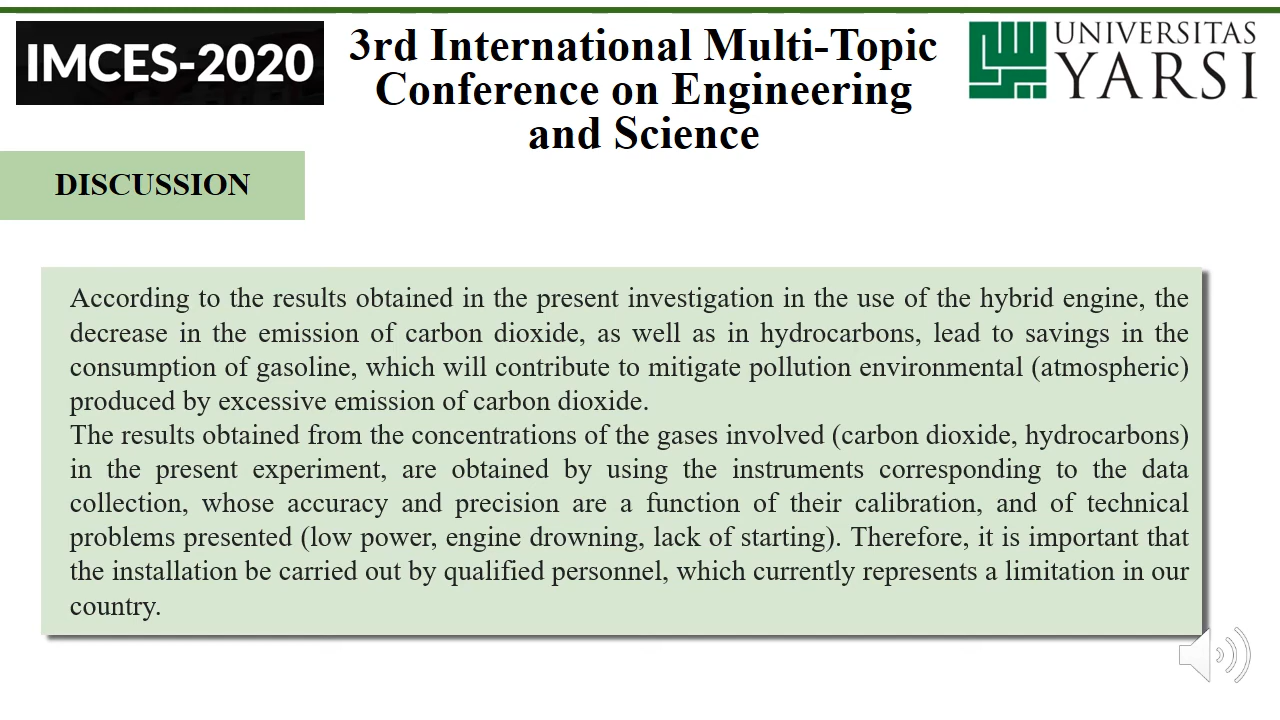 IMCES-2020
3rd International Multi-Topic
Conference on Engineering
and Science
UNIVERSITAS
YARSI
DISCUSSION
According to the results obtained in the present investigation in the use of the hybrid engine, the
decrease in the emission of carbon dioxide, as well as in hydrocarbons, lead to savings in the
consumption of gasoline, which will contribute to mitigate pollution environmental (atmospheric)
produced by excessive emission of carbon dioxide.
The results obtained from the concentrations of the gases involved (carbon dioxide, hydrocarbons)
in the present experiment, are obtained by using the instruments corresponding to the data
collection, whose accuracy and precision are a function of their calibration, and of technical
problems presented (low power, engine drowning, lack of starting). Therefore, it is important that
the installation be carried out by qualified personnel, which currently represents a limitation in our
country.